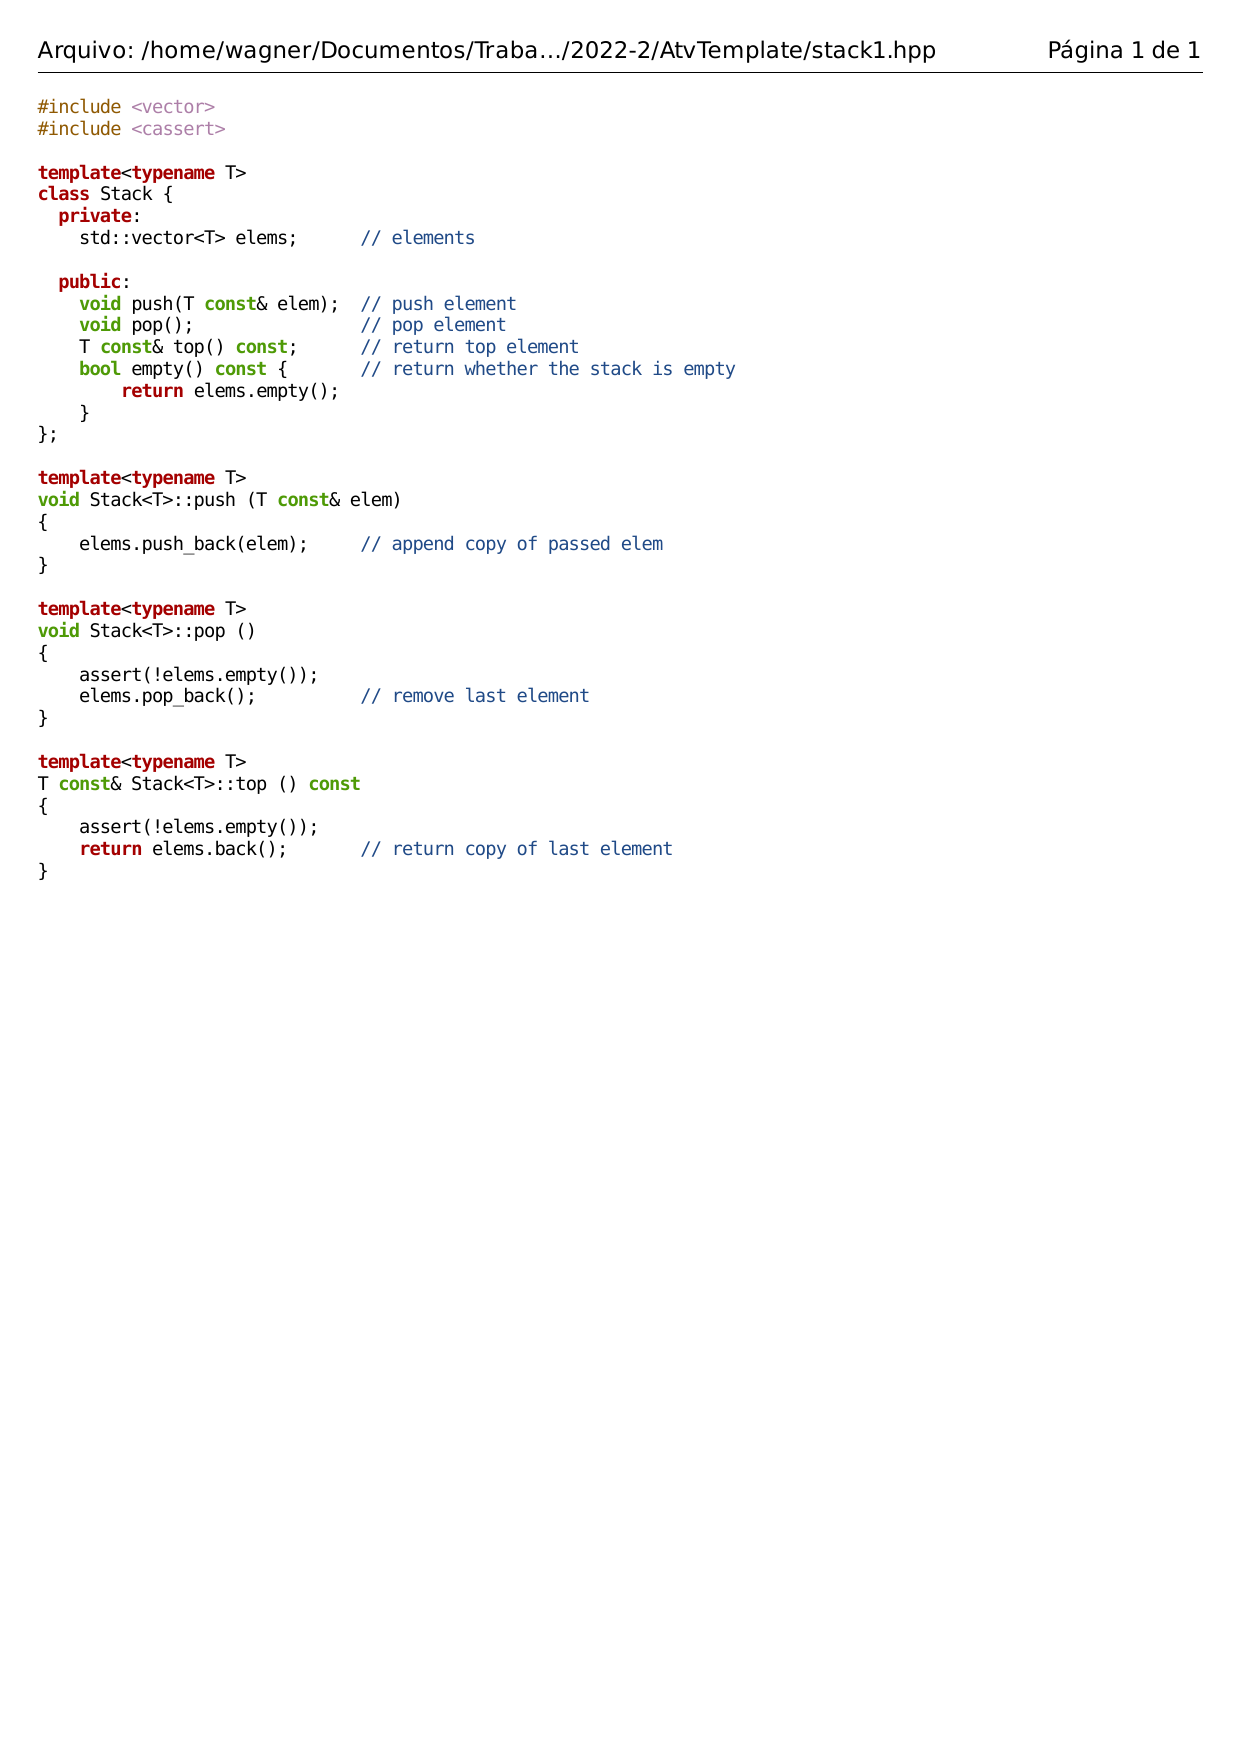 Arquivo: /home/wagner/Documentos/Traba…/2022-2/AtvTemplate/stack1.hpp Página 1 de 1
#include <vector>
#include <cassert>
template<typename T>
class Stack {
  private:
    std::vector<T> elems;      // elements
  public:
    void push(T const& elem);  // push element
    void pop();                // pop element
    T const& top() const;      // return top element
    bool empty() const {       // return whether the stack is empty
        return elems.empty();
    }
};
template<typename T>
void Stack<T>::push (T const& elem)
{
    elems.push_back(elem);     // append copy of passed elem
}
template<typename T>
void Stack<T>::pop ()
{
    assert(!elems.empty());
    elems.pop_back();          // remove last element
}
template<typename T>
T const& Stack<T>::top () const
{
    assert(!elems.empty());
    return elems.back();       // return copy of last element
}